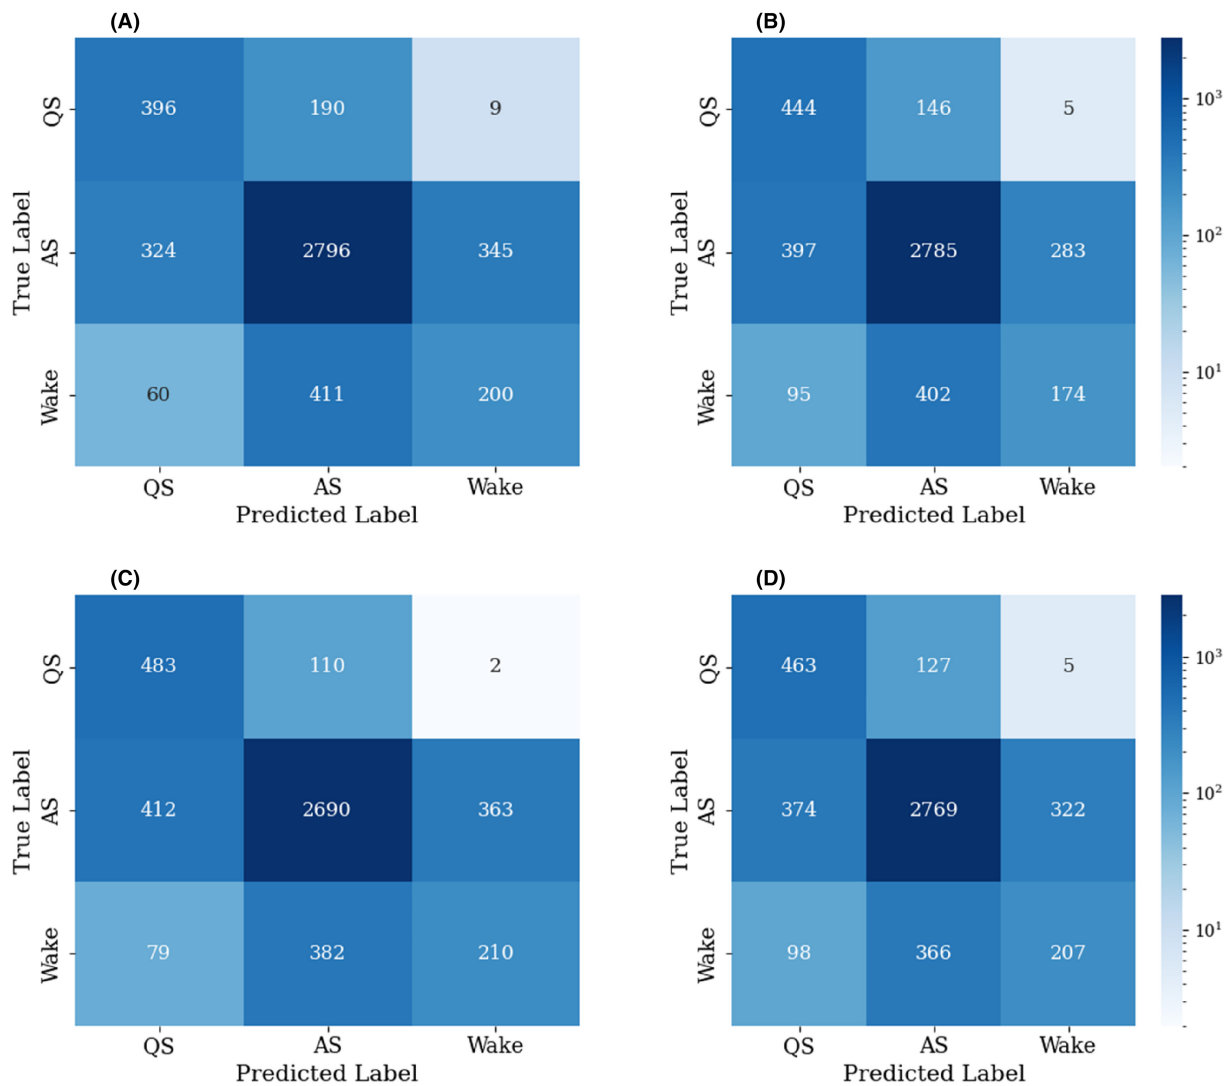 (A)
True Label
QS
AS
Wake
396 190 9
324 2796 345
60 411 200
QS AS Wake
Predicted Label
(B)
True Label
QS
AS
Wake
444 146 5
397 2785 283
95 402 174
QS AS Wake
Predicted Label
10³
10²
10¹
(C)
True Label
QS
AS
Wake
483 110 2
412 2690 363
79 382 210
QS AS Wake
Predicted Label
(D)
True Label
QS
AS
Wake
463 127 5
374 2769 322
98 366 207
QS AS Wake
Predicted Label
10³
10²
10¹